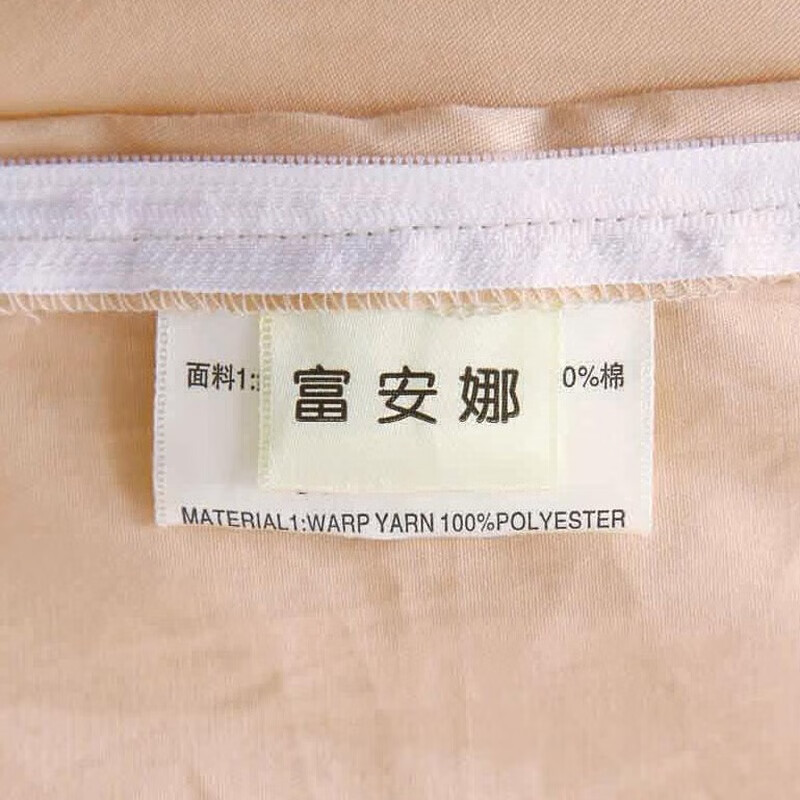 面料1:
富安娜
0%棉
MATERIAL1:WARP YARN 100%POLYESTER